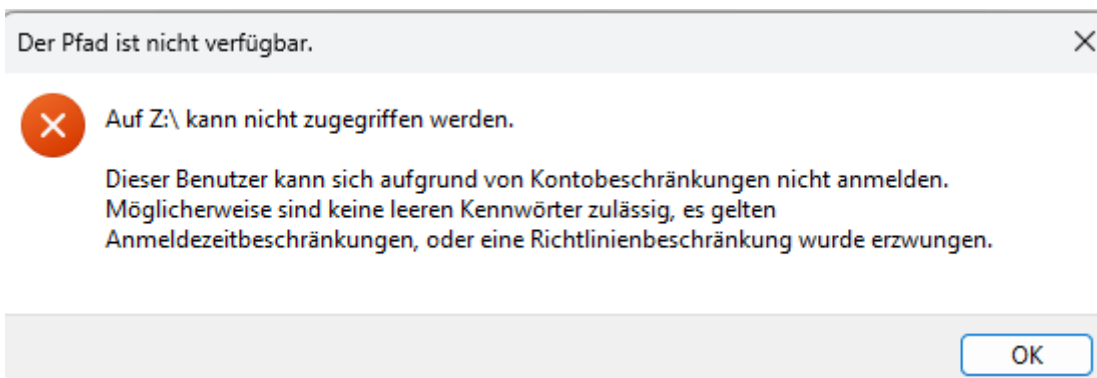 Der Pfad ist nicht verfügbar.
Auf Z:\ kann nicht zugegriffen werden.
Dieser Benutzer kann sich aufgrund von Kontobeschränkungen nicht anmelden.
Möglicherweise sind keine leeren Kennwörter zulässig, es gelten
Anmeldezeitbeschränkungen, oder eine Richtlinienbeschränkung wurde erzwungen.
OK